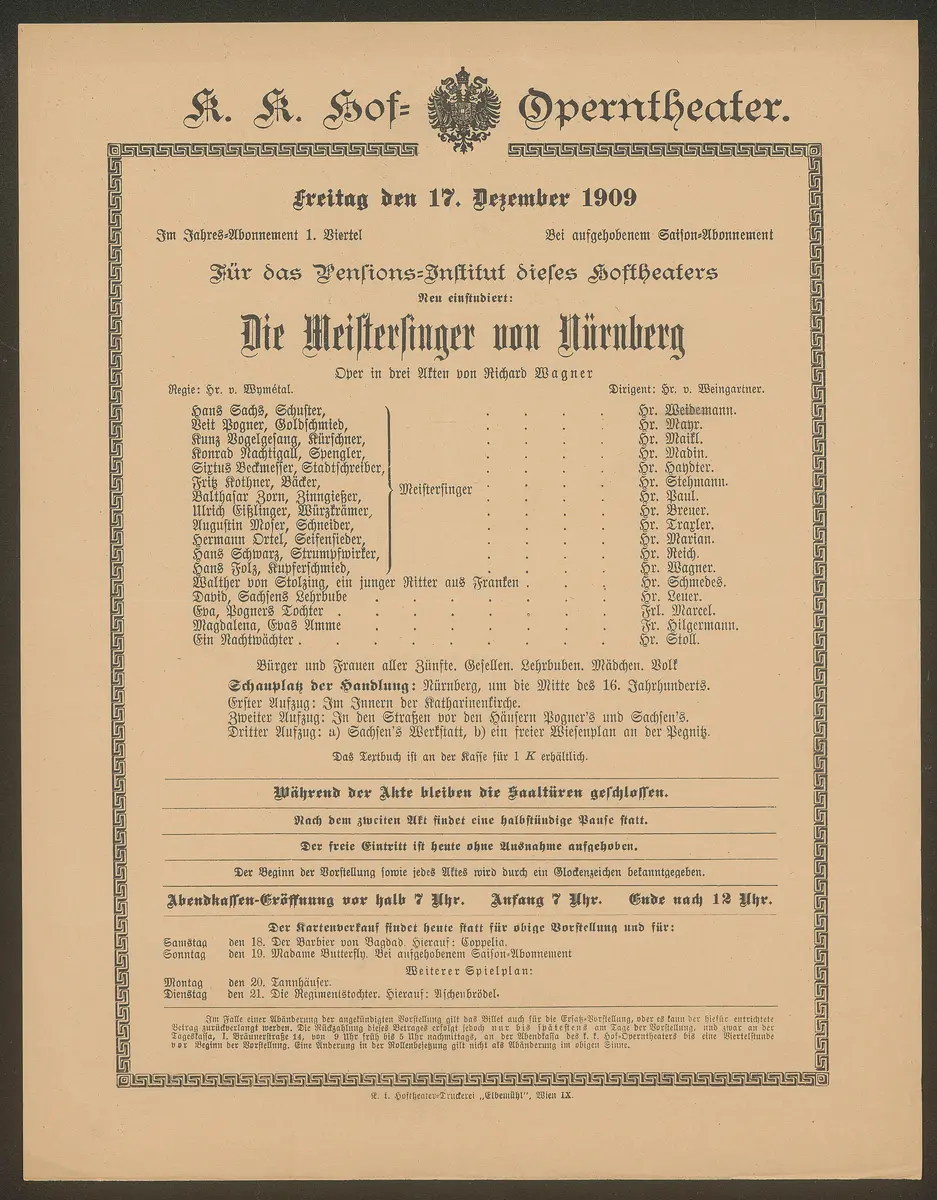 K. K. Hof-Operntheater.
Freitag den 17. Dezember 1909
Im Jahres-Abonnement 1. Viertel Bei aufgehobenem Saison-Abonnement
Für das Pensions-Institut dieses Hoftheaters
Neu einstudiert:
Die Meistersinger von Nürnberg
Oper in drei Akten von Richard Wagner
Regie: Hr. v. Wymétal. Dirigent: Hr. v. Weingartner.
Hans Sachs, Schuster, . . . . Hr. Weidemann.
Veit Pogner, Goldschmied, . . . . Hr. Mayr.
Kunz Vogelgesang, Kürschner, . . . . Hr. Maikl.
Konrad Nachtigall, Spengler, . . . . Hr. Madin.
Sixtus Beckmesser, Stadtschreiber, . . . . Hr. Haydter.
Fritz Kothner, Bäcker, . . . . Hr. Stehmann.
Meistersinger
Balthasar Zorn, Zinngießer, . . . . Hr. Paul.
Ulrich Eißlinger, Würzkrämer, . . . . Hr. Breuer.
Augustin Moser, Schneider, . . . . Hr. Traxler.
Hermann Ortel, Seifensieder, . . . . Hr. Marian.
Hans Schwarz, Strumpfwirker, . . . . Hr. Reich.
Hans Folz, Kupferschmied, . . . . Hr. Wagner.
Walther von Stolzing, ein junger Ritter aus Franken . . . Hr. Schmedes.
David, Sachsens Lehrbube . . . . . . . Hr. Leuer.
Eva, Pogners Tochter . . . . . . . . Frl. Marcel.
Magdalena, Evas Amme . . . . . . . Fr. Hilgermann.
Ein Nachtwächter . . . . . . . . . Hr. Stoll.
Bürger und Frauen aller Zünfte. Gesellen. Lehrbuben. Mädchen. Volk
Schauplatz der Handlung: Nürnberg, um die Mitte des 16. Jahrhunderts.
Erster Aufzug: Im Innern der Katharinenkirche.
Zweiter Aufzug: In den Straßen vor den Häusern Pogner's und Sachsen's.
Dritter Aufzug: a) Sachsen's Werkstatt, b) ein freier Wiesenplan an der Pegnitz.
Das Textbuch ist an der Kasse für 1 K erhältlich.
Während der Akte bleiben die Saaltüren geschlossen.
Nach dem zweiten Akt findet eine halbstündige Pause statt.
Der freie Eintritt ist heute ohne Ausnahme aufgehoben.
Der Beginn der Vorstellung sowie jedes Aktes wird durch ein Glockenzeichen bekanntgegeben.
Abendkassen-Eröffnung vor halb 7 Uhr. Anfang 7 Uhr. Ende nach 12 Uhr.
Der Kartenverkauf findet heute statt für obige Vorstellung und für:
Samstag den 18. Der Barbier von Bagdad. Hierauf: Coppelia.
Sonntag den 19. Madame Butterfly. Bei aufgehobenem Saison-Abonnement
Weiterer Spielplan:
Montag den 20. Tannhäuser.
Dienstag den 21. Die Regimentstochter. Hierauf: Aschenbrödel.
Im Falle einer Abänderung der angekündigten Vorstellung gilt das Billet auch für die Ersatz-Vorstellung, oder es kann der hiefür entrichtete
Betrag zurückverlangt werden. Die Rückzahlung dieses Betrages erfolgt jedoch nur bis spätestens am Tage der Vorstellung, und zwar an der
Tageskassa, I. Bräunerstraße 14, von 9 Uhr früh bis 5 Uhr nachmittags, an der Abendkassa des k. k. Hof-Operntheaters bis eine Viertelstunde
vor Beginn der Vorstellung. Eine Änderung in der Rollenbesetzung gilt nicht als Abänderung im obigen Sinne.
K. k. Hoftheater-Druckerei „Elbemühl", Wien IX.